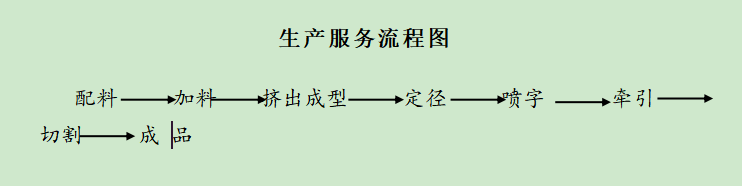 生产服务流程图
配料 加料 挤出成型 定径 喷字 牵引
切割 成 品